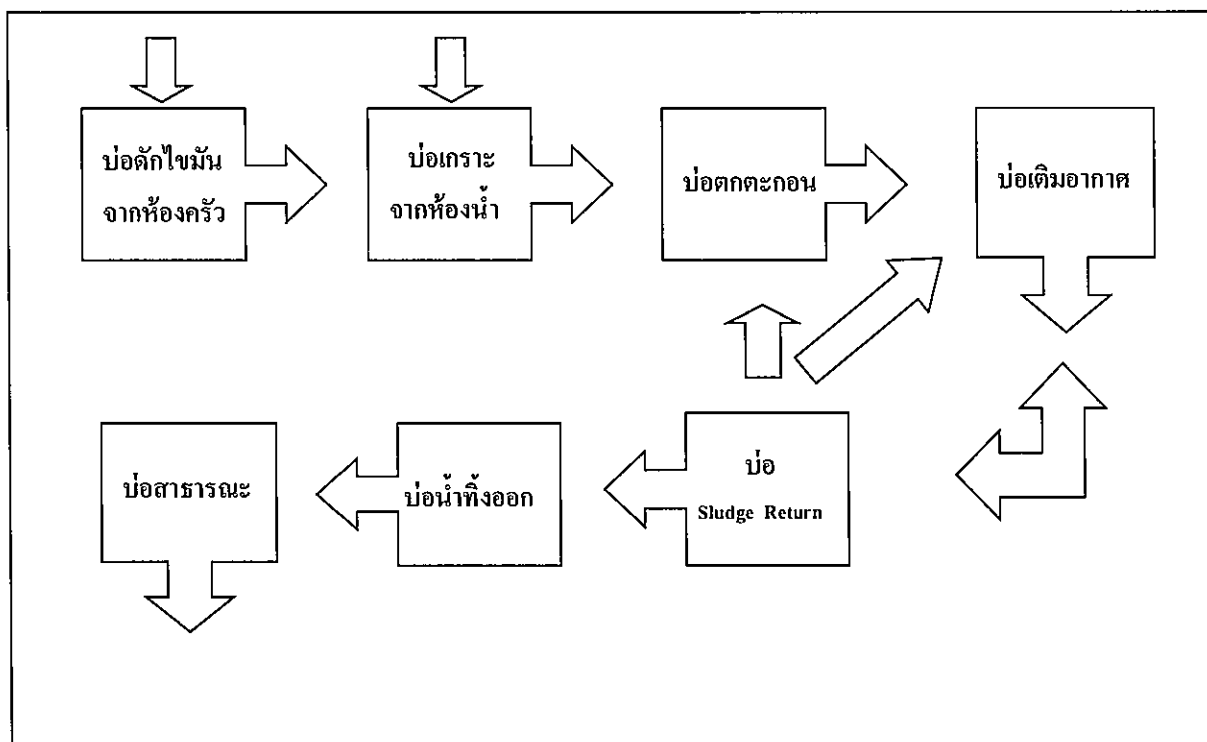 บ่อดักไขมัน
จากห้องครัว
บ่อเกราะ
จากห้องน้ำ
บ่อตกตะกอน
บ่อเติมอากาศ
บ่อสาธารณะ
บ่อน้ำทิ้งออก
บ่อ
Sludge Return